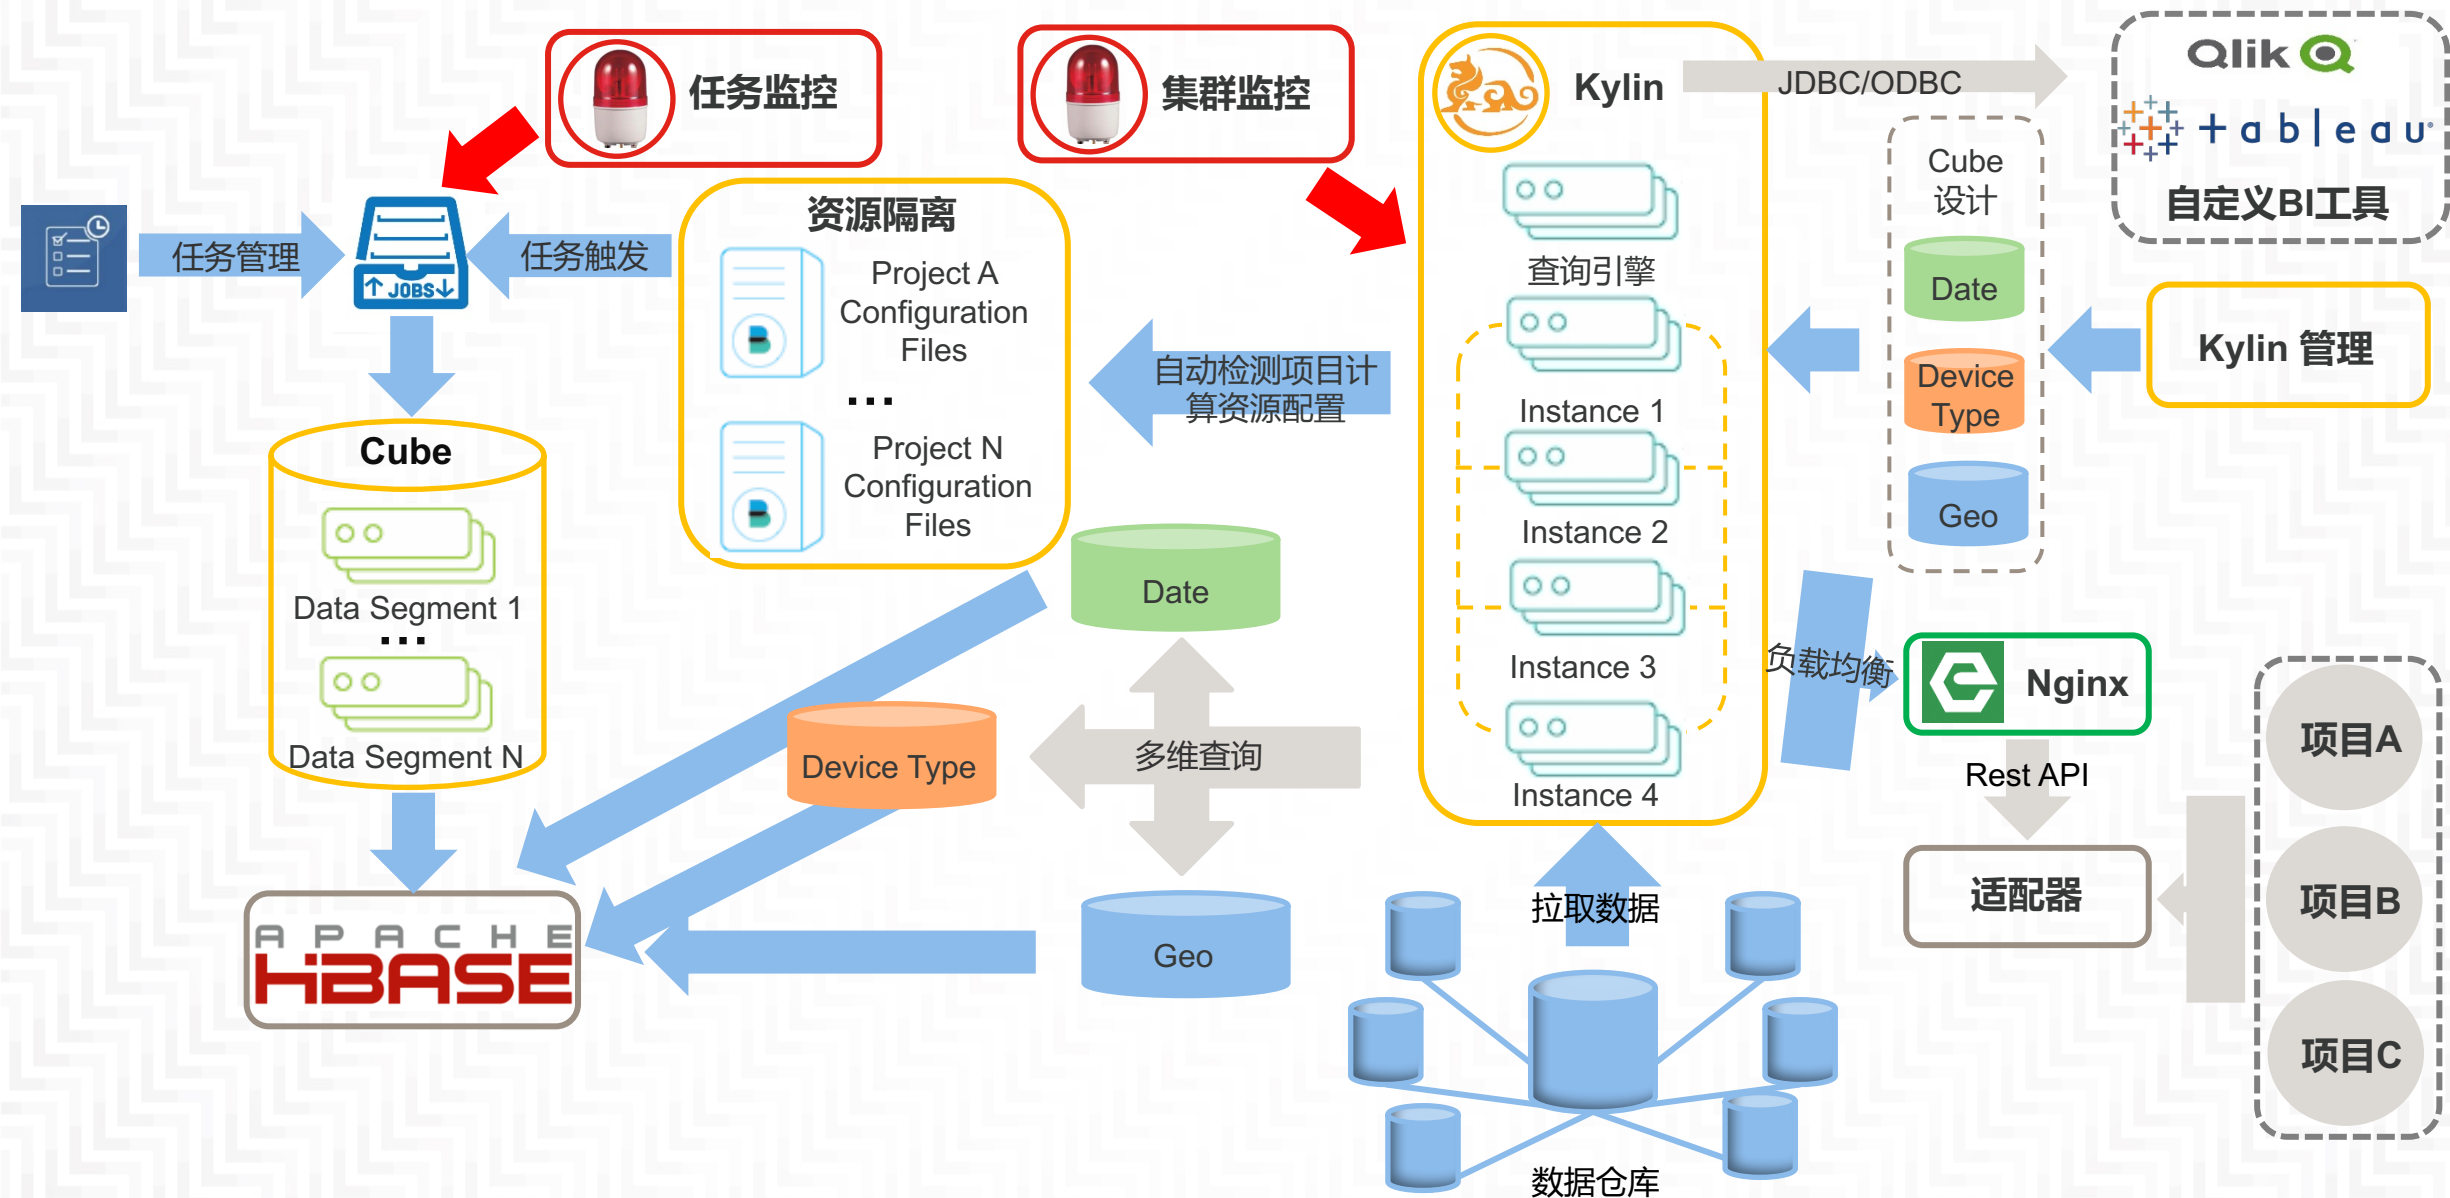 任务监控
集群监控
Kylin
JDBC/ODBC
Qlik
+ableau
自定义BI工具
任务管理
JOBS
任务触发
资源隔离
Project A
Configuration
Files
...
Project N
Configuration
Files
自动检测项目计
算资源配置
查询引擎
Instance 1
Instance 2
Instance 3
Instance 4
Cube
设计
Date
Device
Type
Geo
Kylin 管理
Cube
Data Segment 1
...
Data Segment N
Date
Device Type
多维查询
Geo
APACHE
HBASE
负载均衡
Nginx
Rest API
适配器
项目A
项目B
项目C
拉取数据
数据仓库